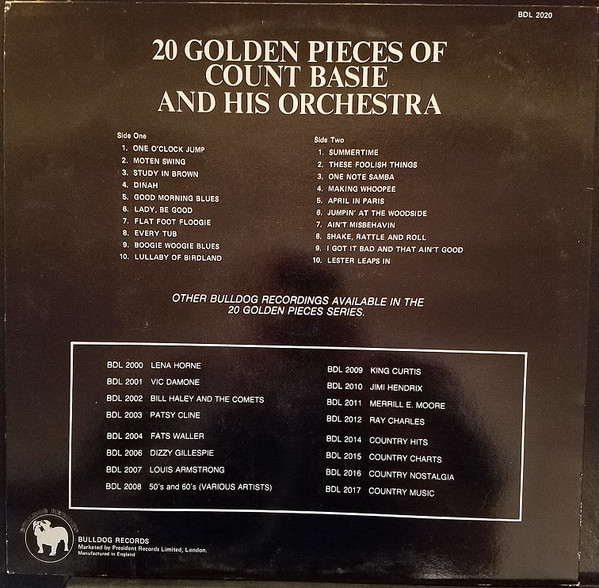 BDL 2020
20 GOLDEN PIECES OF
COUNT BASIE
AND HIS ORCHESTRA
Side One
1. ONE O'CLOCK JUMP
2. MOTEN SWING
3. STUDY IN BROWN
4. DINAH
5. GOOD MORNING BLUES
6. LADY, BE GOOD
7. FLAT FOOT FLOOGIE
8. EVERY TUB
9. BOOGIE WOOGIE BLUES
10. LULLABY OF BIRDLAND
Side Two
1. SUMMERTIME
2. THESE FOOLISH THINGS
3. ONE NOTE SAMBA
4. MAKING WHOOPEE
5. APRIL IN PARIS
6. JUMPIN' AT THE WOODSIDE
7. AIN'T MISBEHAVIN
8. SHAKE, RATTLE AND ROLL
9. I GOT IT BAD AND THAT AIN'T GOOD
10. LESTER LEAPS IN
OTHER BULLDOG RECORDINGS AVAILABLE IN THE
20 GOLDEN PIECES SERIES.
BDL 2000 LENA HORNE
BDL 2001 VIC DAMONE
BDL 2002 BILL HALEY AND THE COMETS
BDL 2003 PATSY CLINE
BDL 2004 FATS WALLER
BDL 2006 DIZZY GILLESPIE
BDL 2007 LOUIS ARMSTRONG
BDL 2008 50's and 60's (VARIOUS ARTISTS)
BDL 2009 KING CURTIS
BDL 2010 JIMI HENDRIX
BDL 2011 MERRILL E. MOORE
BDL 2012 RAY CHARLES
BDL 2014 COUNTRY HITS
BDL 2015 COUNTRY CHARTS
BDL 2016 COUNTRY NOSTALGIA
BDL 2017 COUNTRY MUSIC
BULLDOG RECORDS
Marketed by President Records Limited, London.
Manufactured in England